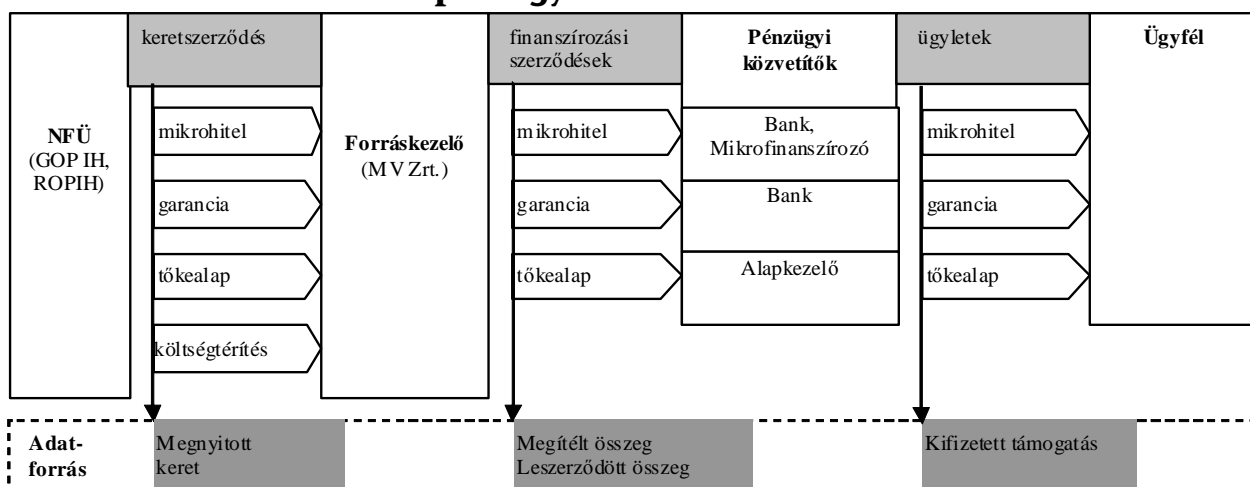 keretszerződés
finanszírozási
szerződések
Pénzügyi
közvetítők
ügyletek
Ügyfél
NFÜ
(GOP IH,
ROPIH)
mikrohitel
garancia
tőkealap
költségtérítés
Forráskezelő
(MV Zrt.)
mikrohitel
garancia
tőkealap
Bank,
Mikrofinanszírozó
Bank
Alapkezelő
mikrohitel
garancia
tőkealap
Adat-
forrás
Megnyitott
keret
Megítélt összeg
Leszerződött összeg
Kifizetett támogatás